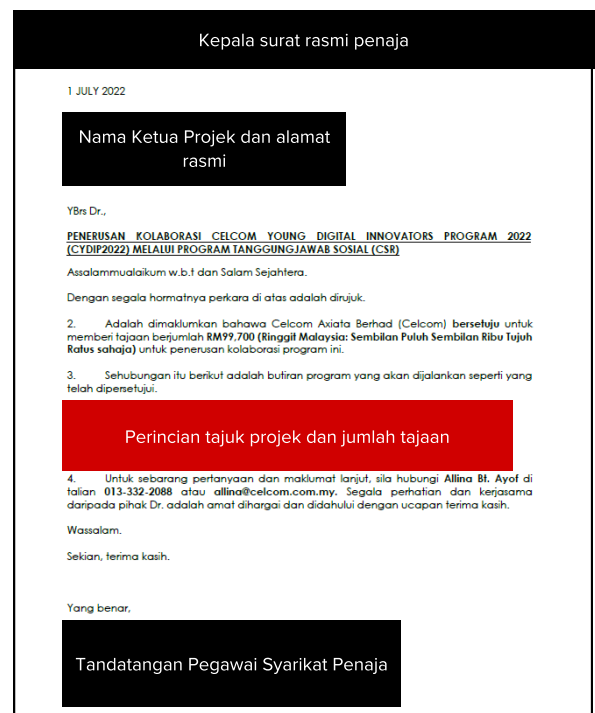 Kepala surat rasmi penaja
1 JULY 2022
Nama Ketua Projek dan alamat
rasmi
YBrs Dr.,
PENERUSAN KOLABORASI CELCOM YOUNG DIGITAL INNOVATORS PROGRAM 2022
(CYDIP2022) MELALUI PROGRAM TANGGUNGJAWAB SOSIAL (CSR)
Assalammualaikum w.b.t dan Salam Sejahtera.
Dengan segala hormatnya perkara di atas adalah dirujuk.
2. Adalah dimaklumkan bahawa Celcom Axiata Berhad (Celcom) bersetuju untuk
memberi tajaan berjumlah RM99,700 (Ringgit Malaysia: Sembilan Puluh Sembilan Ribu Tujuh
Ratus sahaja) untuk penerusan kolaborasi program ini.
3. Sehubungan itu berikut adalah butiran program yang akan dijalankan seperti yang
telah dipersetujui.
Perincian tajuk projek dan jumlah tajaan
4. Untuk sebarang pertanyaan dan maklumat lanjut, sila hubungi Allina Bt. Ayof di
talian 013-332-2088 atau allina@celcom.com.my. Segala perhatian dan kerjasama
daripada pihak Dr. adalah amat dihargai dan didahului dengan ucapan terima kasih.
Wassalam.
Sekian, terima kasih.
Yang benar,
Tandatangan Pegawai Syarikat Penaja